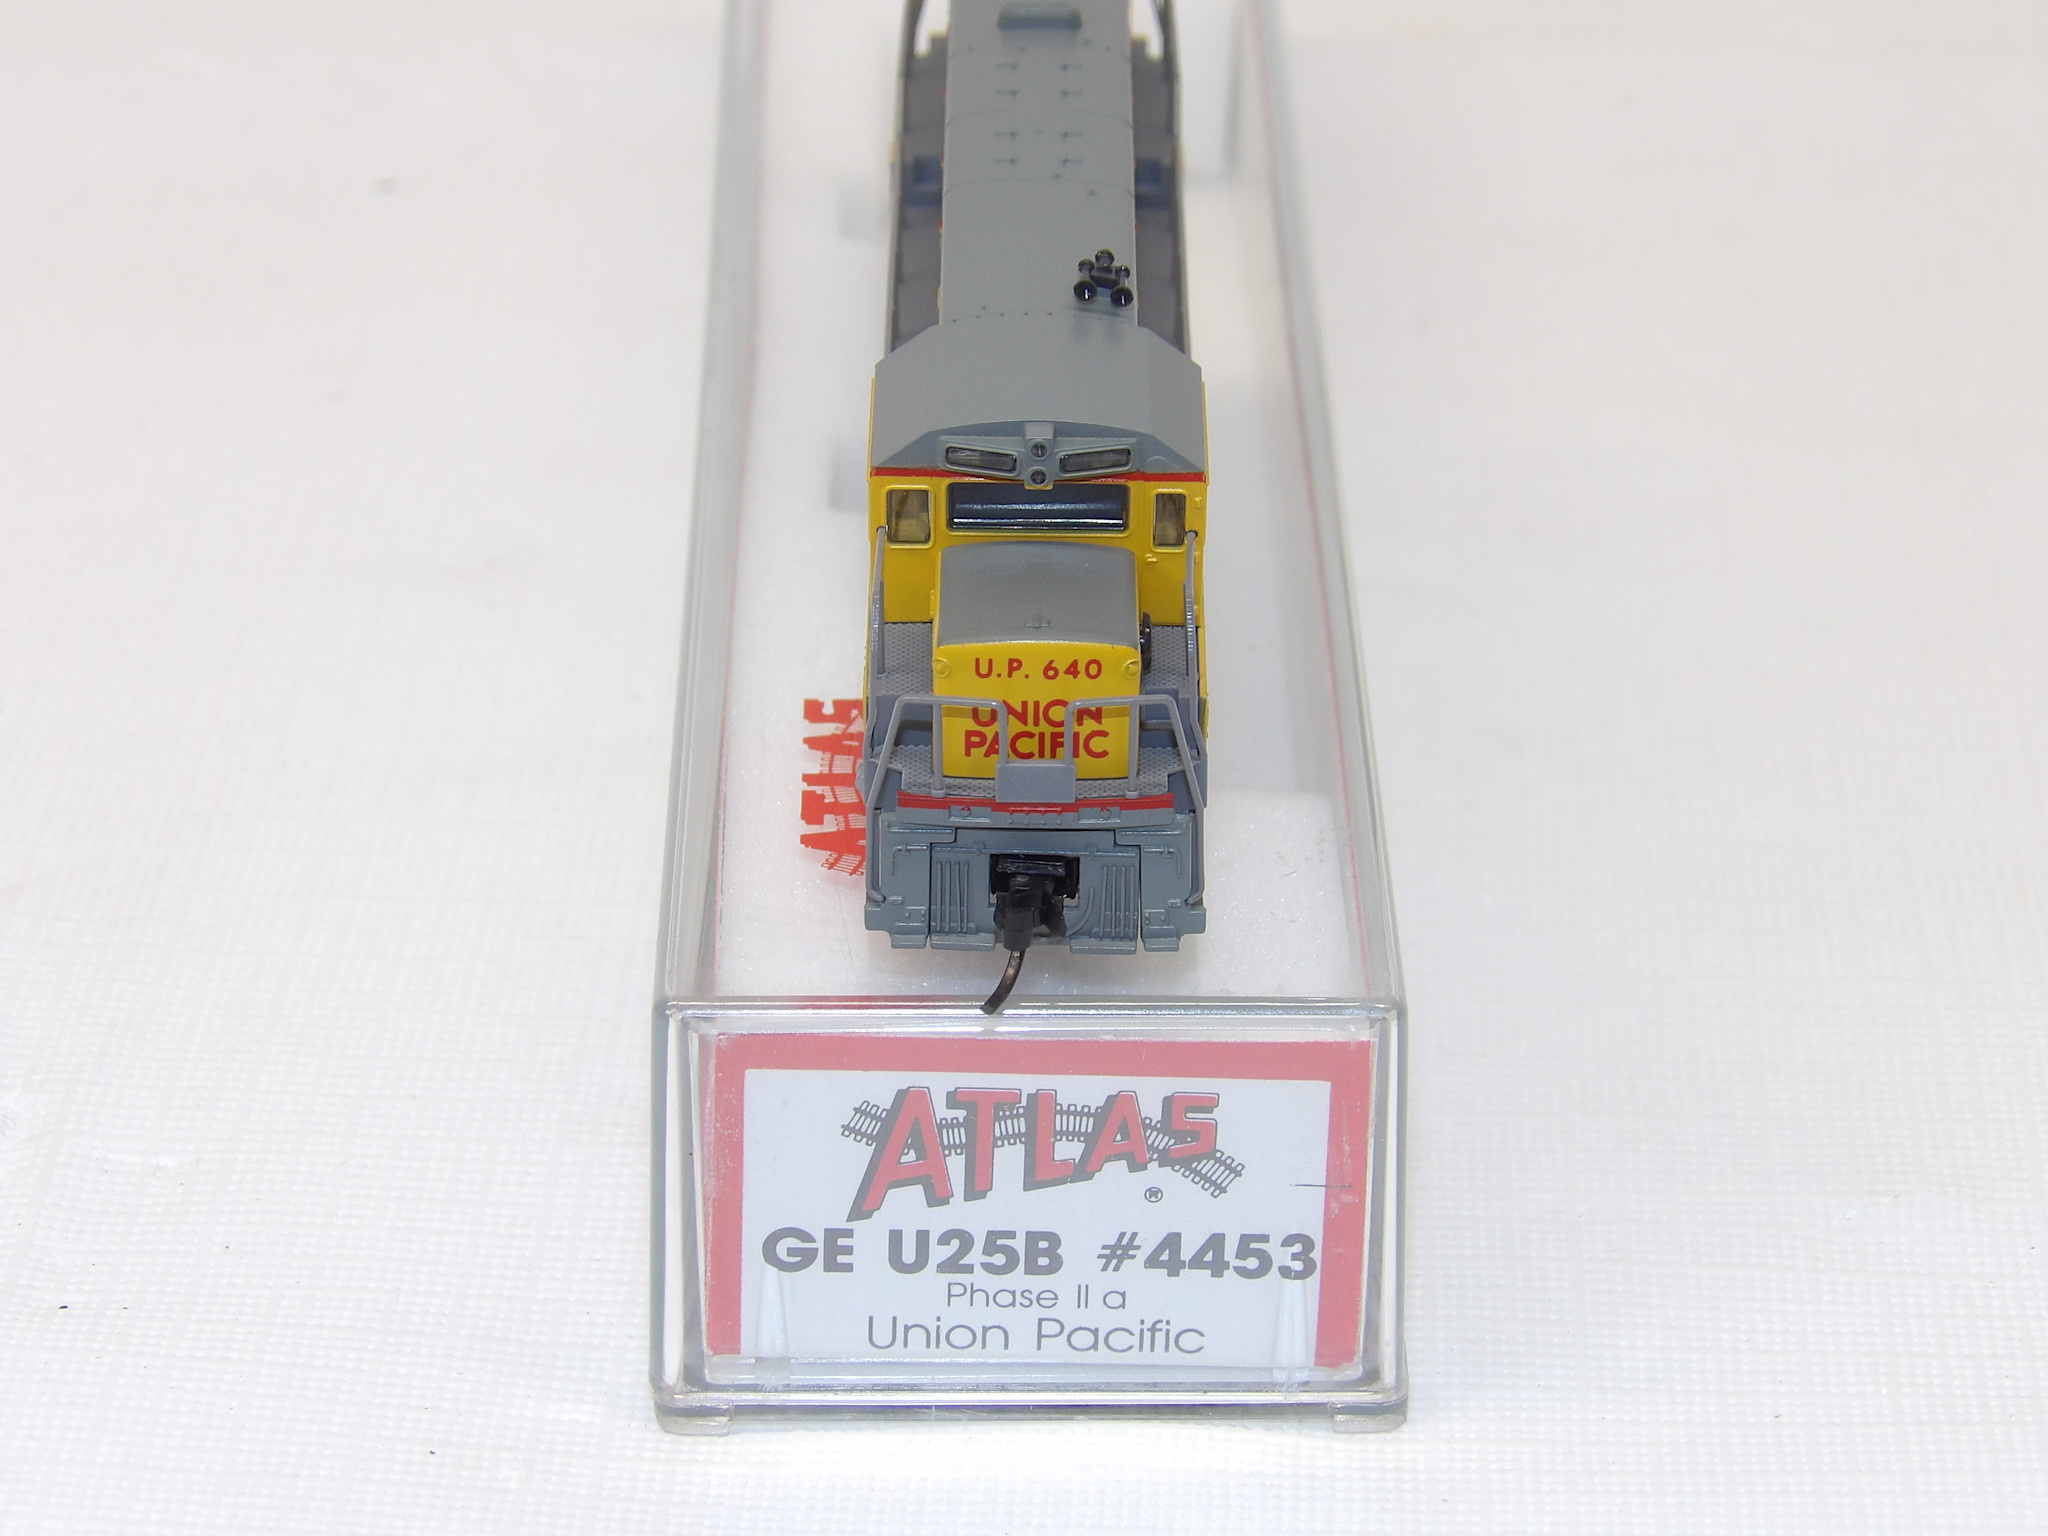 U.P. 640
UNION
PACIFIC
ATLAS
ATLAS
®
GE U25B #4453
Phase II a
Union Pacific